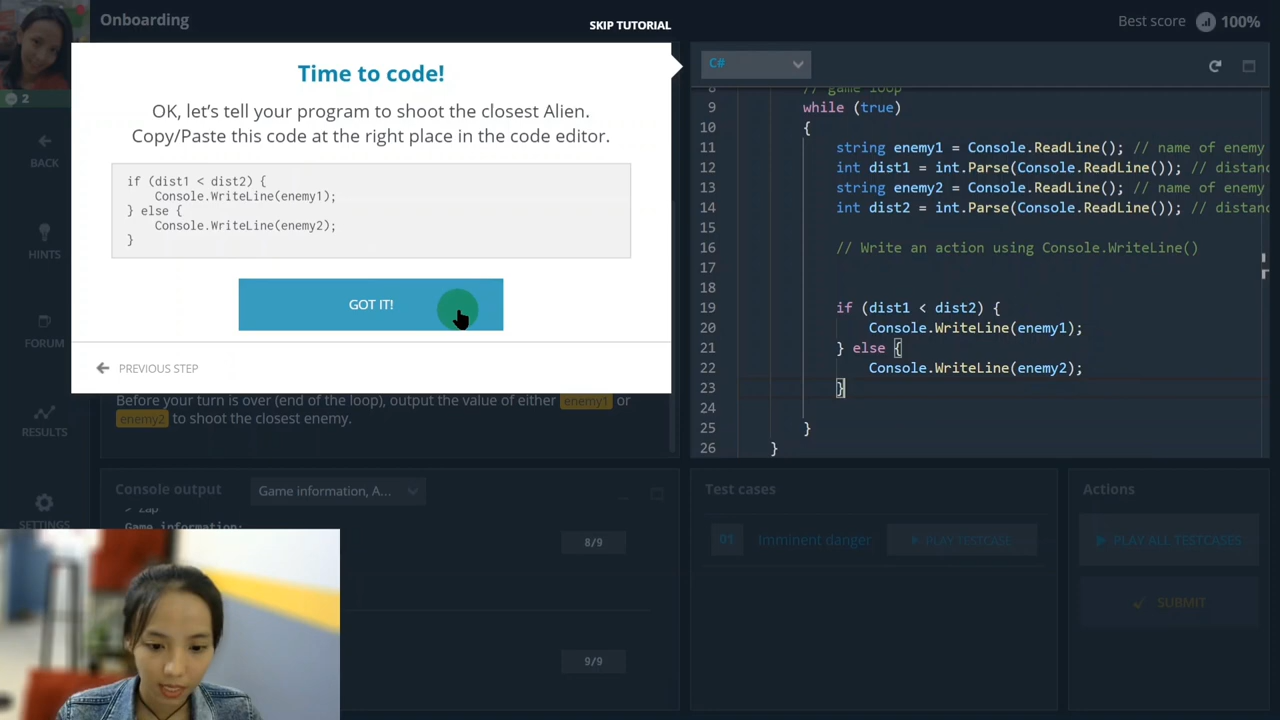 Onboarding
SKIP TUTORIAL
Best score 100%
2
BACK
HINTS
FORUM
RESULTS
SETTINGS
Time to code!
OK, let's tell your program to shoot the closest Alien.
Copy/Paste this code at the right place in the code editor.
if (dist1 < dist2) {
Console.WriteLine(enemy1);
} else {
Console.WriteLine(enemy2);
}
GOT IT!
PREVIOUS STEP
Before your turn is over (end of the loop), output the value of either enemy1 or
enemy2 to shoot the closest enemy.
C#
8 // game loop
9 while (true)
10 {
11 string enemy1 = Console.ReadLine(); // name of enemy
12 int dist1 = int.Parse(Console.ReadLine()); // distanc
13 string enemy2 = Console.ReadLine(); // name of enemy
14 int dist2 = int.Parse(Console.ReadLine()); // distanc
15
16 // Write an action using Console.WriteLine()
17
18
19 if (dist1 < dist2) {
20 Console.WriteLine(enemy1);
21 } else {
22 Console.WriteLine(enemy2);
23 }
24
25 }
26 }
Console output
Game information, A...
> zap
Game information:
8/9
9/9
Test cases
01 Imminent danger
PLAY TESTCASE
Actions
PLAY ALL TESTCASES
SUBMIT